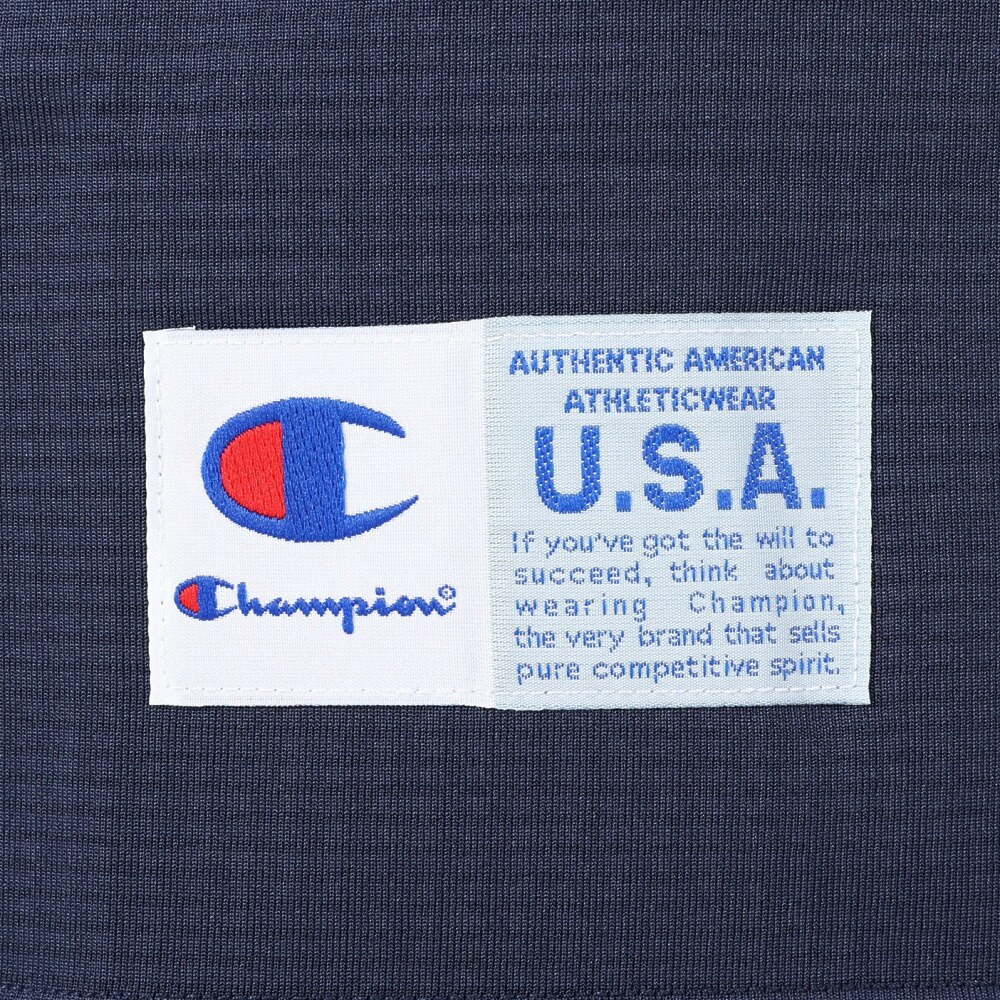 Champion®
AUTHENTIC AMERICAN
ATHLETICWEAR
U.S.A.
If you've got the will to
succeed, think about
wearing Champion,
the very brand that sells
pure competitive spirit.